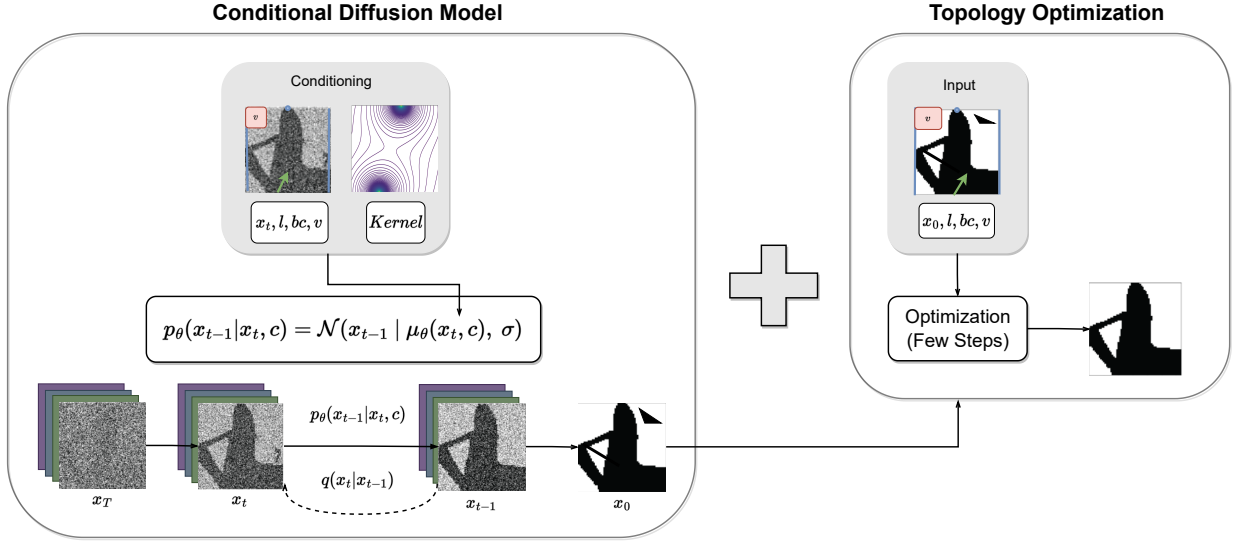 Conditional Diffusion Model
Topology Optimization
Conditioning
v
x_t, l, bc, v
Kernel
p_θ(x_{t-1}|x_t, c) = 𝒩(x_{t-1} | μ_θ(x_t, c), σ)
p_θ(x_{t-1}|x_t, c)
q(x_t|x_{t-1})
x_T
x_t
x_{t-1}
x_0
Input
v
x_0, l, bc, v
Optimization
(Few Steps)